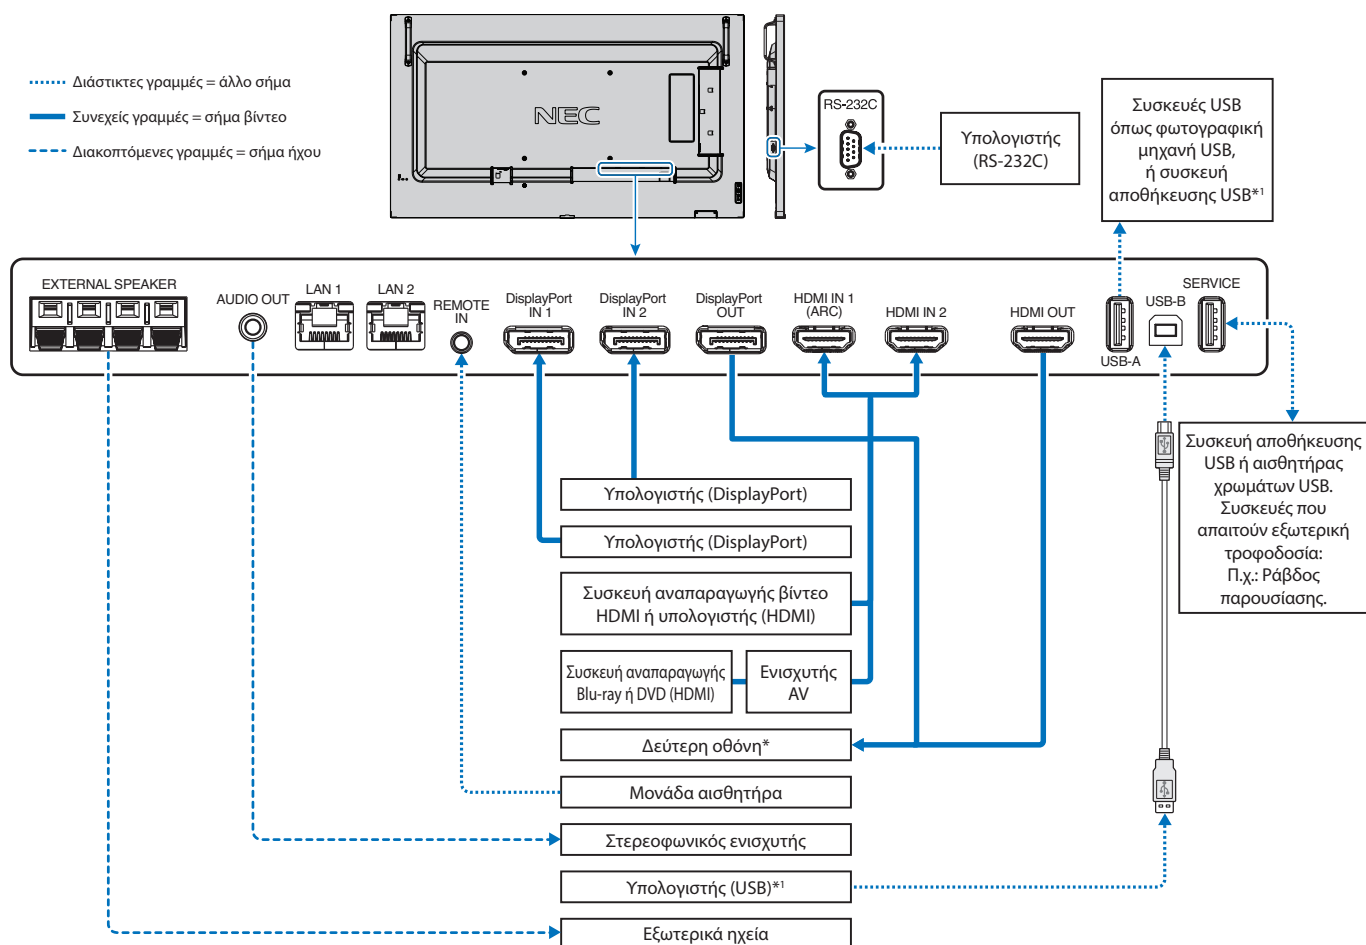 Διάστικτες γραμμές = άλλο σήμα
Συνεχείς γραμμές = σήμα βίντεο
Διακοπτόμενες γραμμές = σήμα ήχου
NEC
RS-232C
Υπολογιστής
(RS-232C)
Συσκευές USB
όπως φωτογραφική
μηχανή USB,
ή συσκευή
αποθήκευσης USB*1
EXTERNAL SPEAKER
AUDIO OUT
LAN 1
LAN 2
REMOTE
IN
DisplayPort
IN 1
DisplayPort
IN 2
DisplayPort
OUT
HDMI IN 1
(ARC)
HDMI IN 2
HDMI OUT
USB-A
USB-B
SERVICE
Συσκευή αποθήκευσης
USB ή αισθητήρας
χρωμάτων USB.
Συσκευές που
απαιτούν εξωτερική
τροφοδοσία:
Π.χ.: Ράβδος
παρουσίασης.
Υπολογιστής (DisplayPort)
Υπολογιστής (DisplayPort)
Συσκευή αναπαραγωγής βίντεο
HDMI ή υπολογιστής (HDMI)
Συσκευή αναπαραγωγής
Blu-ray ή DVD (HDMI)
Ενισχυτής
AV
Δεύτερη οθόνη*
Μονάδα αισθητήρα
Στερεοφωνικός ενισχυτής
Υπολογιστής (USB)*1
Εξωτερικά ηχεία